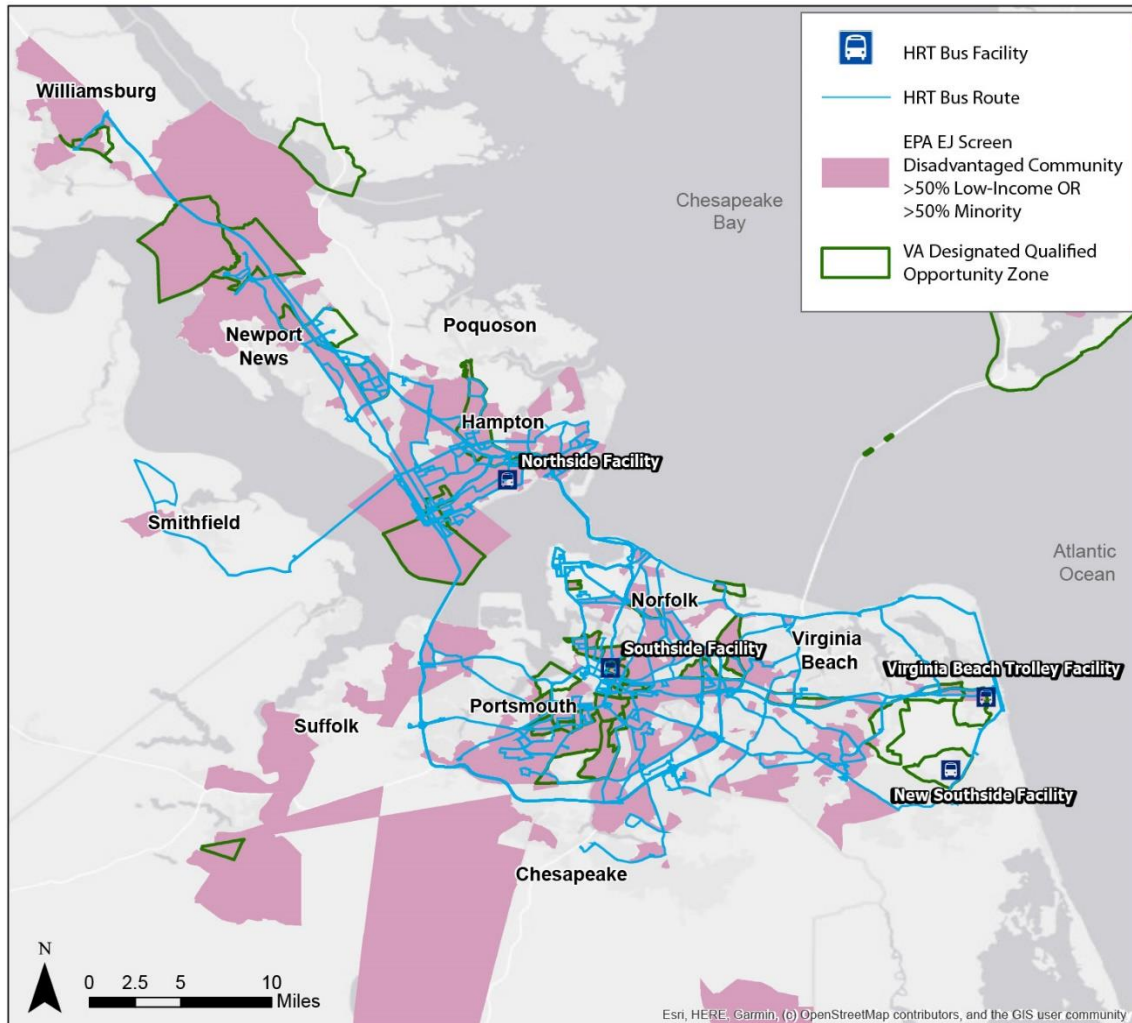 HRT Bus Facility
HRT Bus Route
EPA EJ Screen
Disadvantaged Community
>50% Low-Income OR
>50% Minority
VA Designated Qualified
Opportunity Zone
Williamsburg
Chesapeake
Bay
Poquoson
Newport
News
Hampton
Northside Facility
Smithfield
Atlantic
Ocean
Norfolk
Southside Facility
Virginia
Beach
Virginia Beach Trolley Facility
Portsmouth
Suffolk
New Southside Facility
Chesapeake
N
0 2.5 5 10
Miles
Esri, HERE, Garmin, (c) OpenStreetMap contributors, and the GIS user community